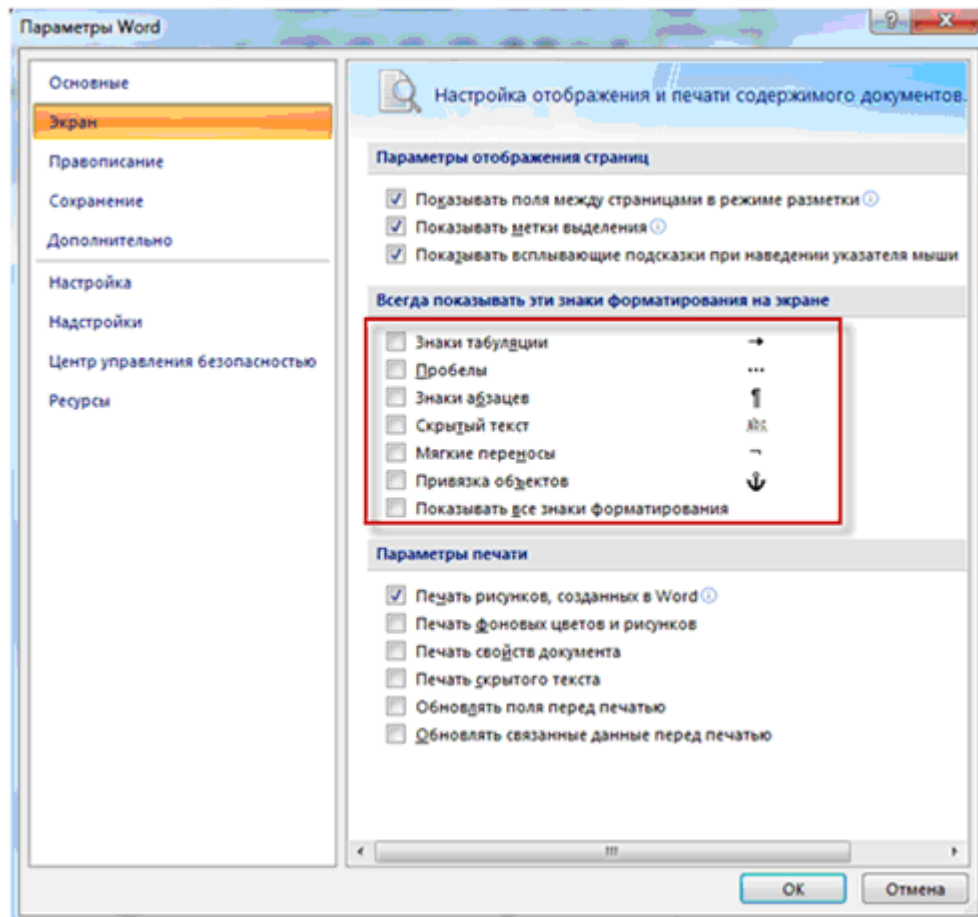 Параметры Word
Основные
Экран
Правописание
Сохранение
Дополнительно
Настройка
Надстройки
Центр управления безопасностью
Ресурсы
Настройка отображения и печати содержимого документов.
Параметры отображения страниц
Показывать поля между страницами в режиме разметки
Показывать метки выделения
Показывать всплывающие подсказки при наведении указателя мыши
Всегда показывать эти знаки форматирования на экране
Знаки табуляции →
Пробелы ...
Знаки абзацев ¶
Скрытый текст abc
Мягкие переносы ¬
Привязка объектов
Показывать все знаки форматирования
Параметры печати
Печать рисунков, созданных в Word
Печать фоновых цветов и рисунков
Печать свойств документа
Печать скрытого текста
Обновлять поля перед печатью
Обновлять связанные данные перед печатью
ОК
Отмена